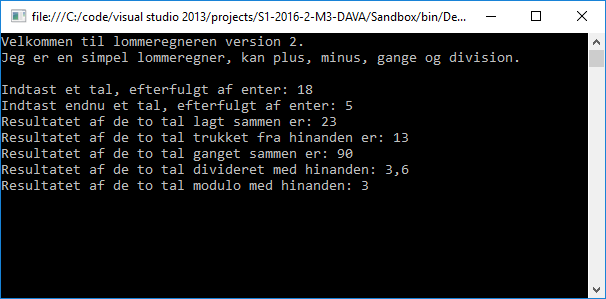 file:///C:/code/visual studio 2013/projects/S1-2016-2-M3-DAVA/Sandbox/bin/De...
Velkommen til lommeregneren version 2.
Jeg er en simpel lommeregner, kan plus, minus, gange og division.
Indtast et tal, efterfulgt af enter: 18
Indtast endnu et tal, efterfulgt af enter: 5
Resultatet af de to tal lagt sammen er: 23
Resultatet af de to tal trukket fra hinanden er: 13
Resultatet af de to tal ganget sammen er: 90
Resultatet af de to tal divideret med hinanden: 3,6
Resultatet af de to tal modulo med hinanden: 3